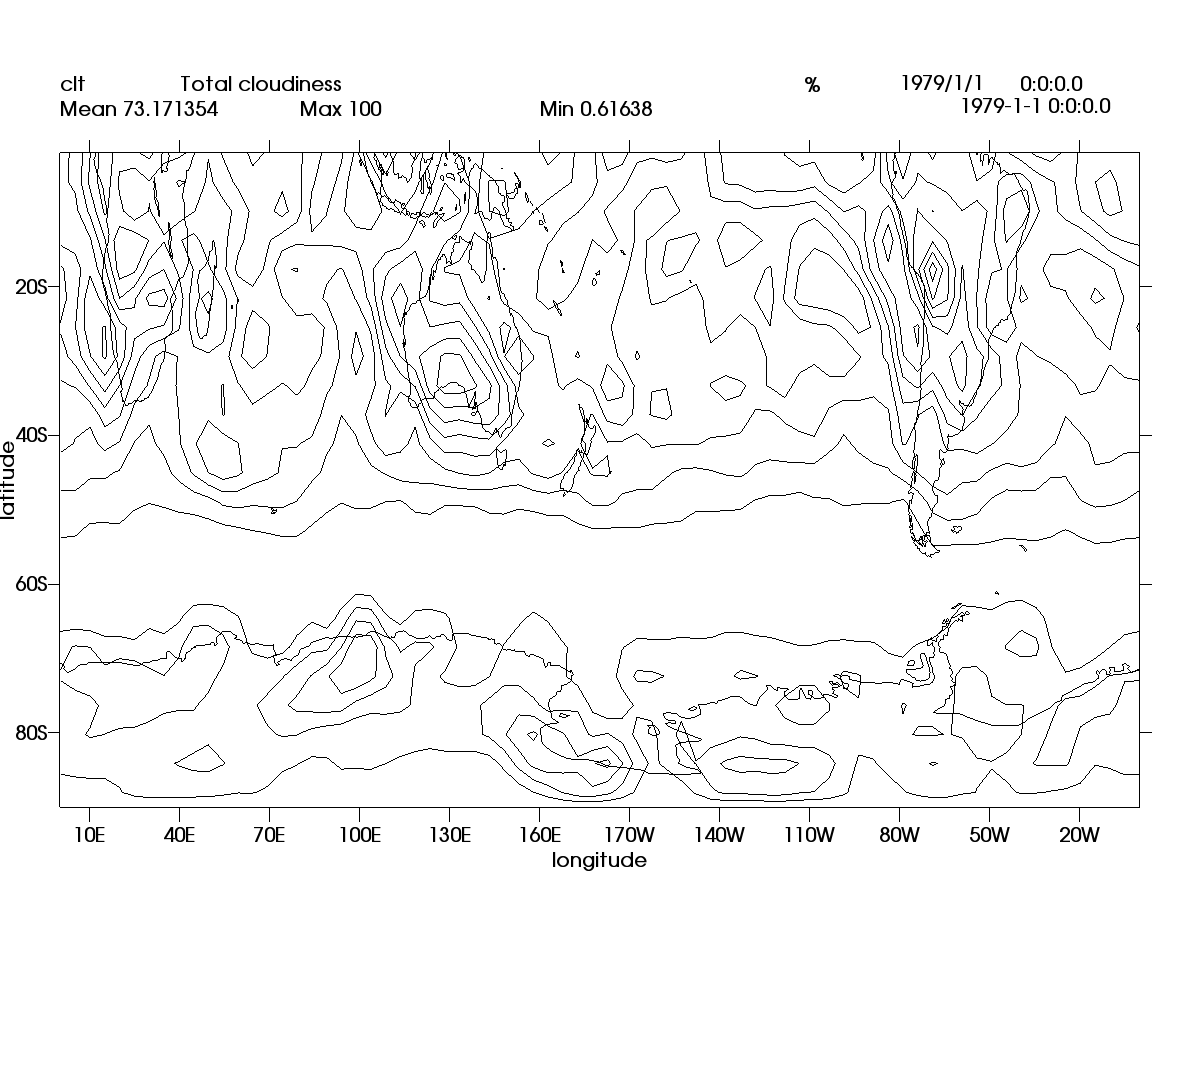 clt Total cloudiness % 1979/1/1 0:0:0.0
Mean 73.171354 Max 100 Min 0.61638 1979-1-1 0:0:0.0
20S
40S
latitude
60S
80S
10E 40E 70E 100E 130E 160E 170W 140W 110W 80W 50W 20W
longitude